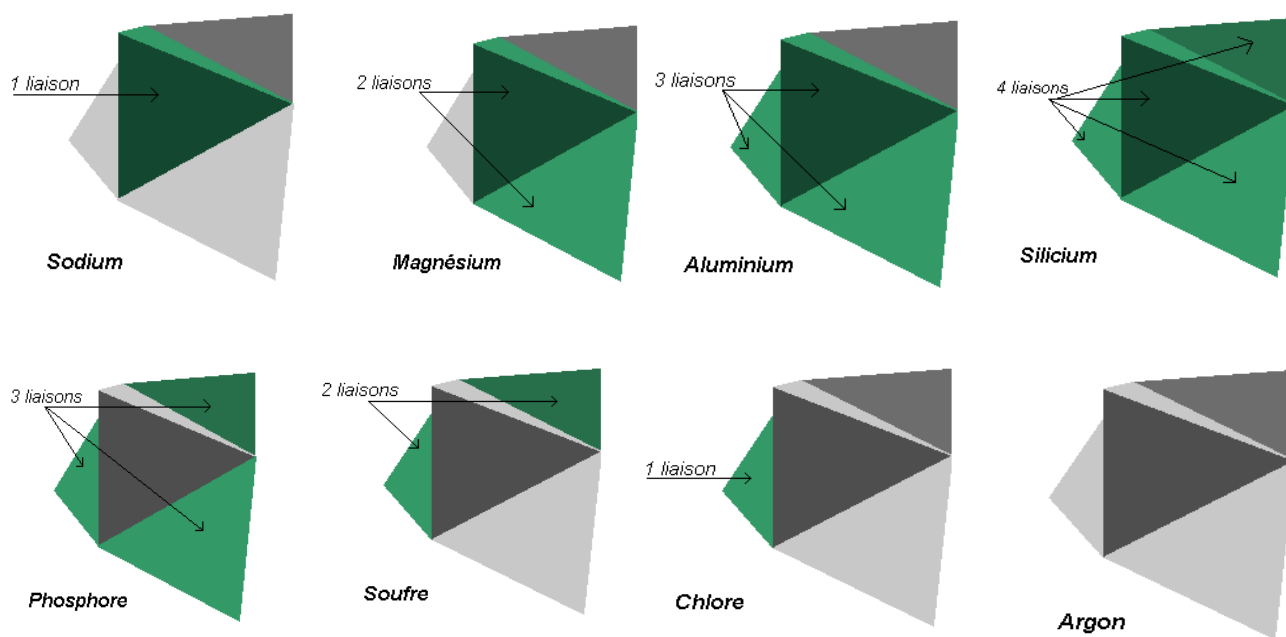 1 liaison
2 liaisons
3 liaisons
4 liaisons
Sodium
Magnésium
Aluminium
Silicium
3 liaisons
2 liaisons
1 liaison
Phosphore
Soufre
Chlore
Argon